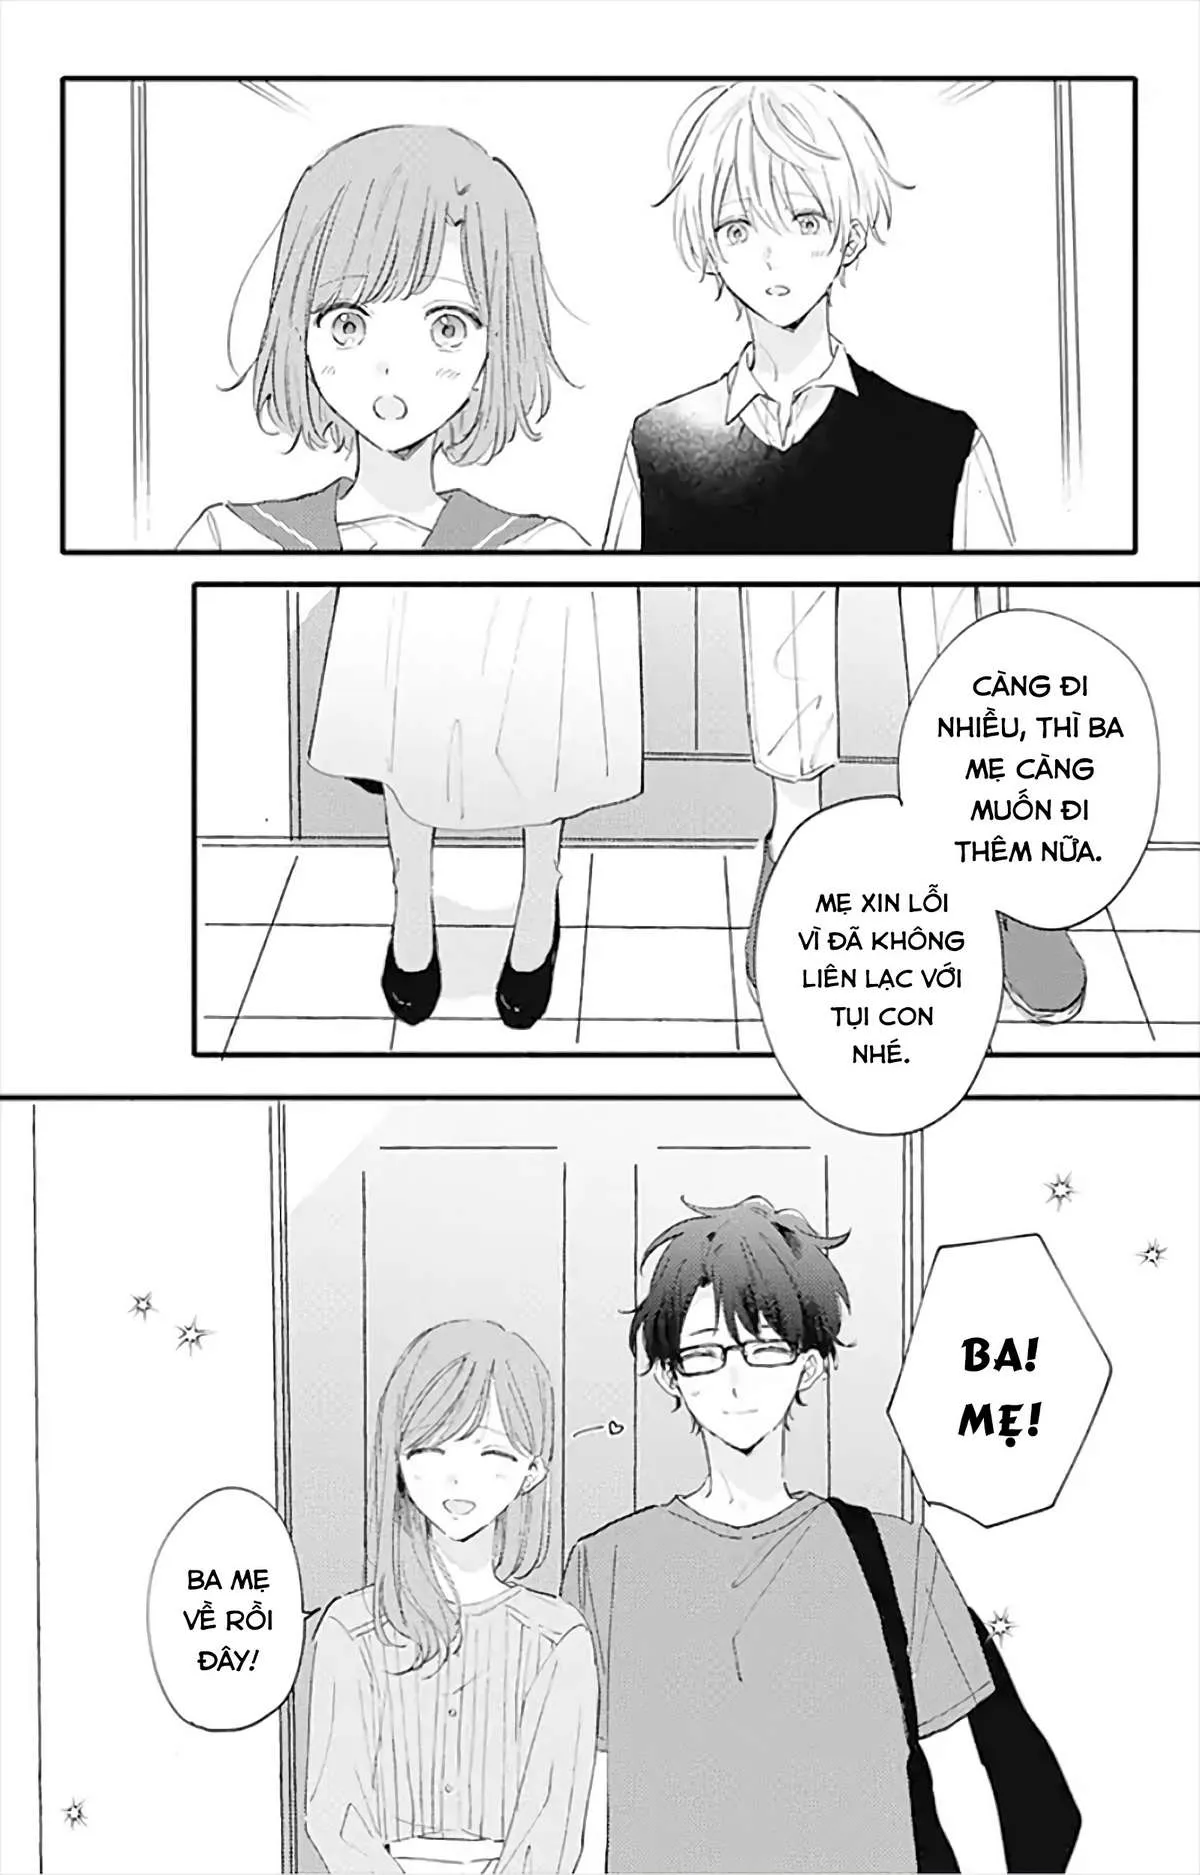 CÀNG ĐI
NHIỀU, THÌ BA
MẸ CÀNG
MUỐN ĐI
THÊM NỮA.
MẸ XIN LỖI
VÌ ĐÃ KHÔNG
LIÊN LẠC VỚI
TỤI CON
NHÉ.
BA!
MẸ!
BA MẸ
VỀ RỒI
ĐÂY!